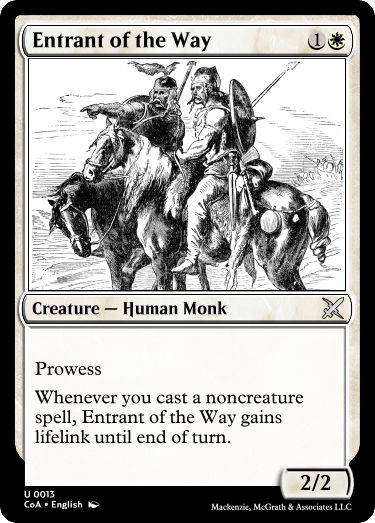 Entrant of the Way 1
Creature — Human Monk
Prowess
Whenever you cast a noncreature
spell, Entrant of the Way gains
lifelink until end of turn.
2/2
U 0013
CoA • English
Mackenzie, McGrath & Associates LLC